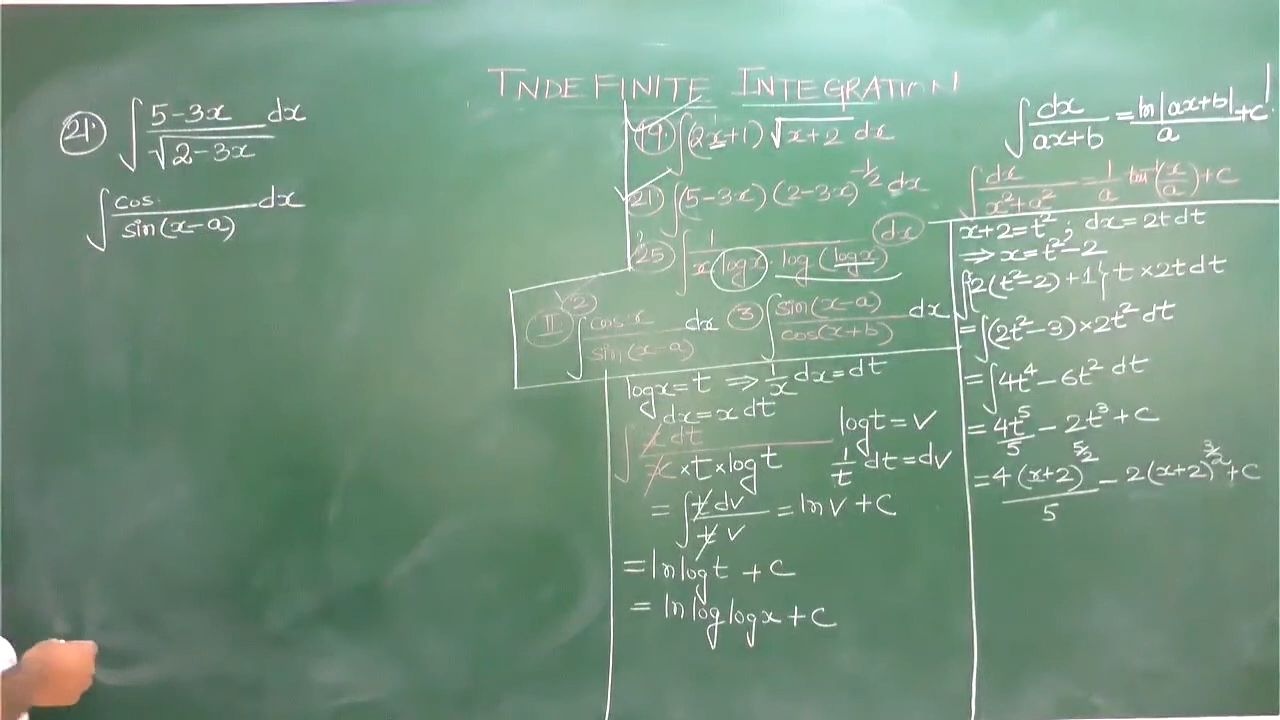 INDEFINITE INTEGRATION
21. ∫ (5-3x)/√(2-3x) dx
∫ cos /sin(x-a) dx
19. ∫(2x+1) √(x+2) dx
21. ∫(5-3x)(2-3x)^(-1/2) dx
25 ∫ 1/(x logx · log(logx)) dx
II 2 ∫ cosx/sin(x-a) dx 3 ∫ sin(x-a)/cos(x+b) dx
logx = t ⇒ 1/x dx = dt
dx = x dt
∫ x dt/(x × t × log t)
log t = v
1/t dt = dv
= ∫ t dv/(t v) = ln v + c
= ln log t + c
= ln log log x + c
∫ dx/(ax+b) = ln|ax+b|/a + c
∫ dx/(x²+a²) = 1/a tan⁻¹(x/a) + c
x+2 = t² ; dx = 2t dt
⇒ x = t² - 2
∫{2(t²-2)+1} t × 2t dt
= ∫(2t²-3) × 2t² dt
= ∫ 4t⁴ - 6t² dt
= 4t⁵/5 - 2t³ + c
= 4(x+2)^(5/2)/5 - 2(x+2)^(3/2) + c